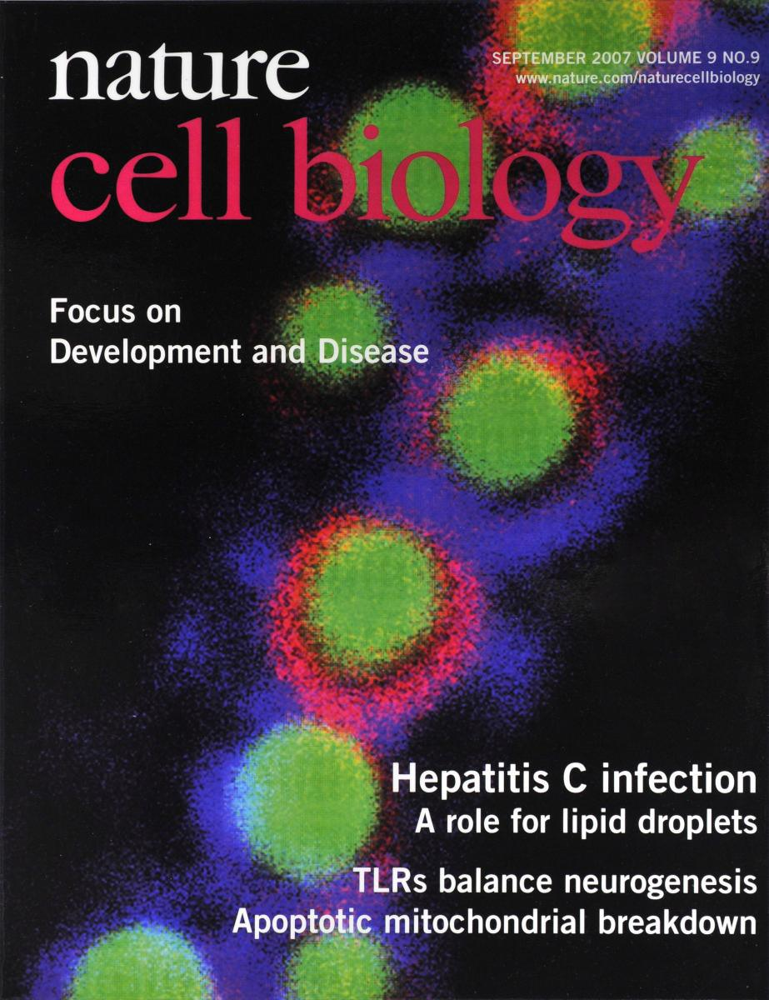 nature
SEPTEMBER 2007 VOLUME 9 NO.9
www.nature.com/naturecellbiology
cell biology
Focus on
Development and Disease
Hepatitis C infection
A role for lipid droplets
TLRs balance neurogenesis
Apoptotic mitochondrial breakdown